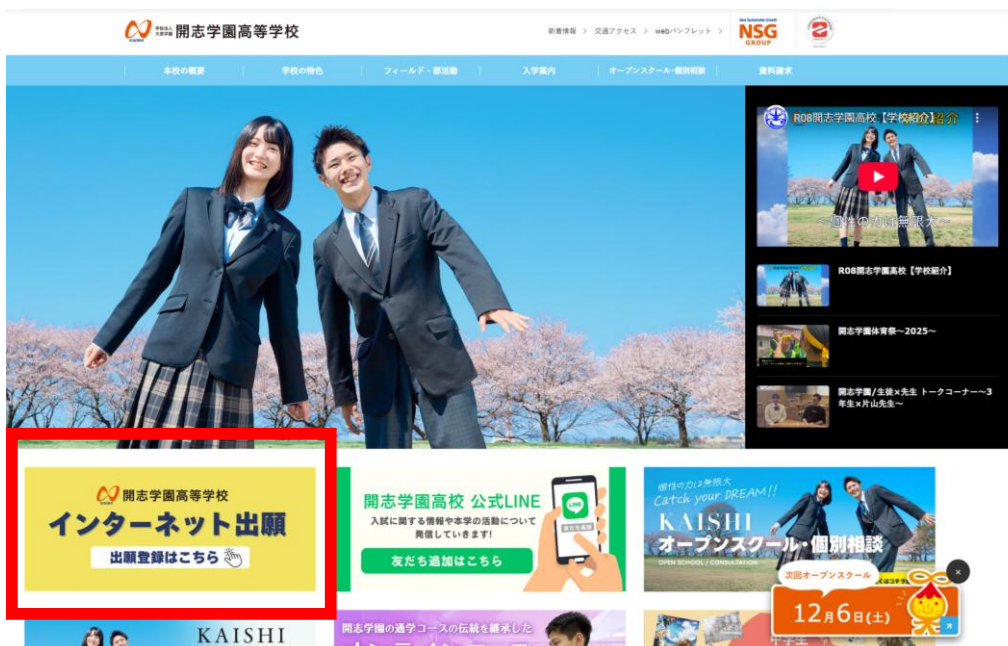 学校法人
大彦学園
開志学園高等学校
新着情報 > 交通アクセス > webパンフレット >
NSG
GROUP
本校の概要
学校の特色
フィールド・部活動
入学案内
オープンスクール・個別相談
資料請求
R08開志学園高校【学校紹介】
~個性の力は無限大~
R08開志学園高校【学校紹介】
開志学園体育祭~2025~
開志学園/生徒×先生 トークコーナー~3
年生×片山先生~
KAISHI
開志学園高等学校
インターネット出願
出願登録はこちら
開志学園高校 公式LINE
入試に関する情報や本学の活動について
発信していきます!
友だち追加はこちら
LINE
友だち追加
個性の力は無限大
Catch your DREAM!!
KAISHI
オープンスクール・個別相談
OPEN SCHOOL / CONSULTATION
次回オープンスクール
12月6日(土)
KAISHI
開志学園の通学コースの伝統を継承した
中学生